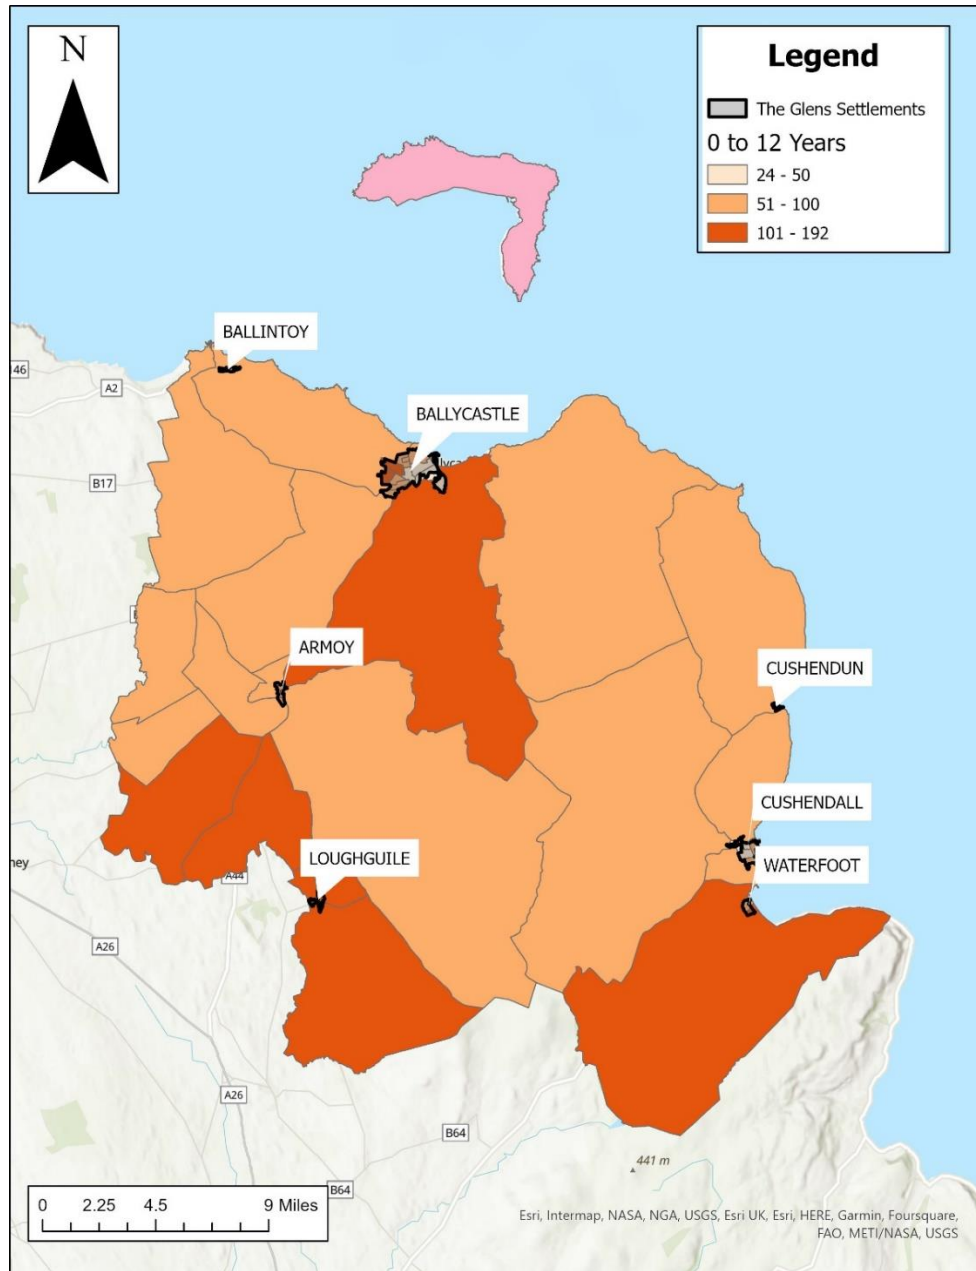 N
Legend
The Glens Settlements
0 to 12 Years
24 - 50
51 - 100
101 - 192
BALLINTOY
A2
BALLYCASTLE
B17
ARMOY
CUSHENDUN
CUSHENDALL
LOUGHGUILE
WATERFOOT
A44
A26
A26
B64
B64
441 m
0 2.25 4.5 9 Miles
Esri, Intermap, NASA, NGA, USGS, Esri UK, Esri, HERE, Garmin, Foursquare,
FAO, METI/NASA, USGS